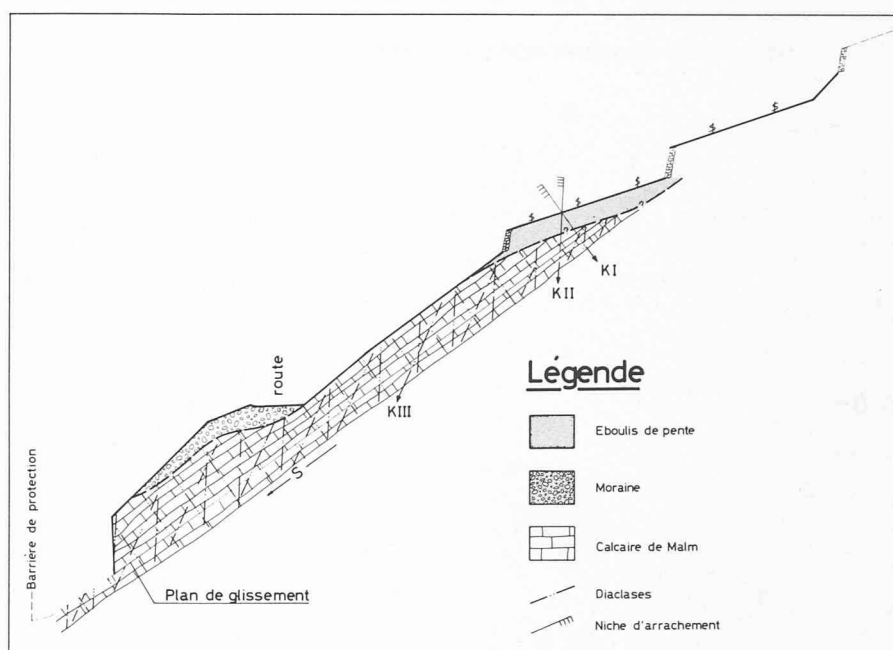 KI
KII
route
KIII
S
Barrière de protection
Plan de glissement
Légende
Eboulis de pente
Moraine
Calcaire de Malm
Diaclases
Niche d'arrachement